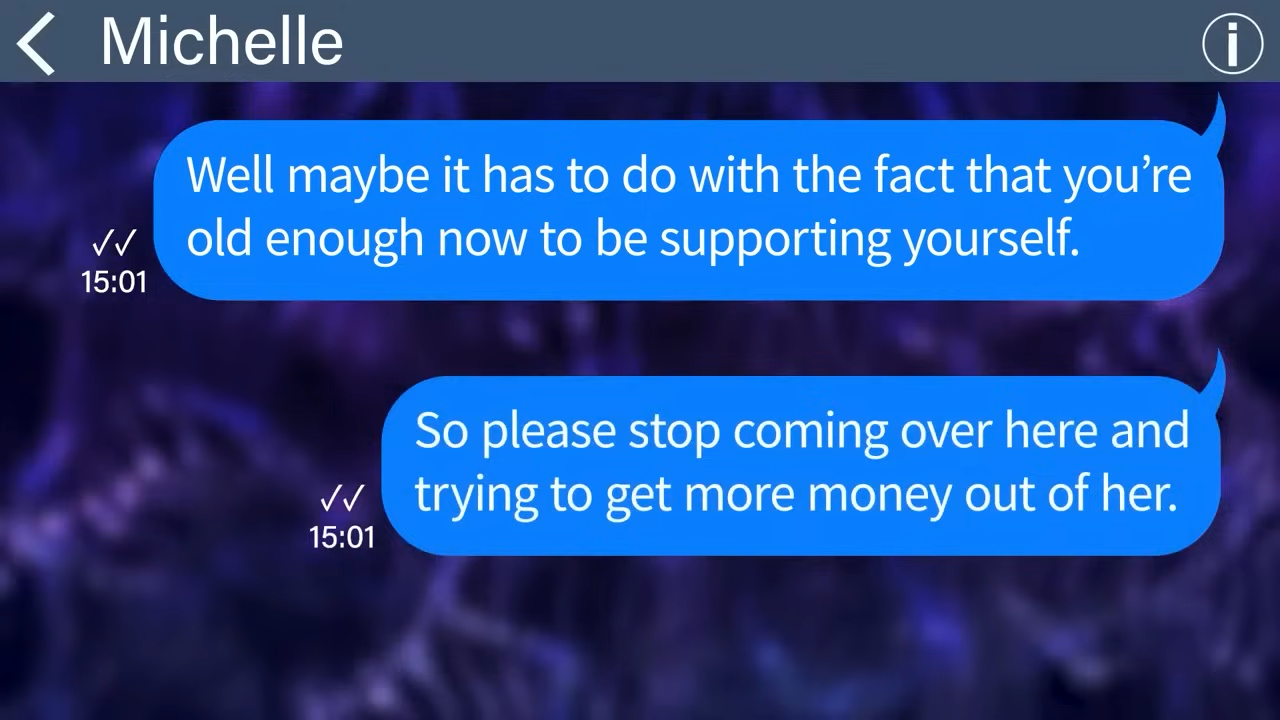 Michelle
Well maybe it has to do with the fact that you’re
old enough now to be supporting yourself.
15:01
So please stop coming over here and
trying to get more money out of her.
15:01